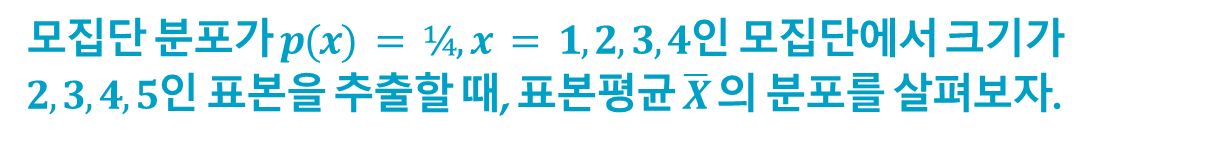 모집단 분포가 p(x) = ¼, x = 1, 2, 3, 4인 모집단에서 크기가
2, 3, 4, 5인 표본을 추출할 때, 표본평균 X̅ 의 분포를 살펴보자.